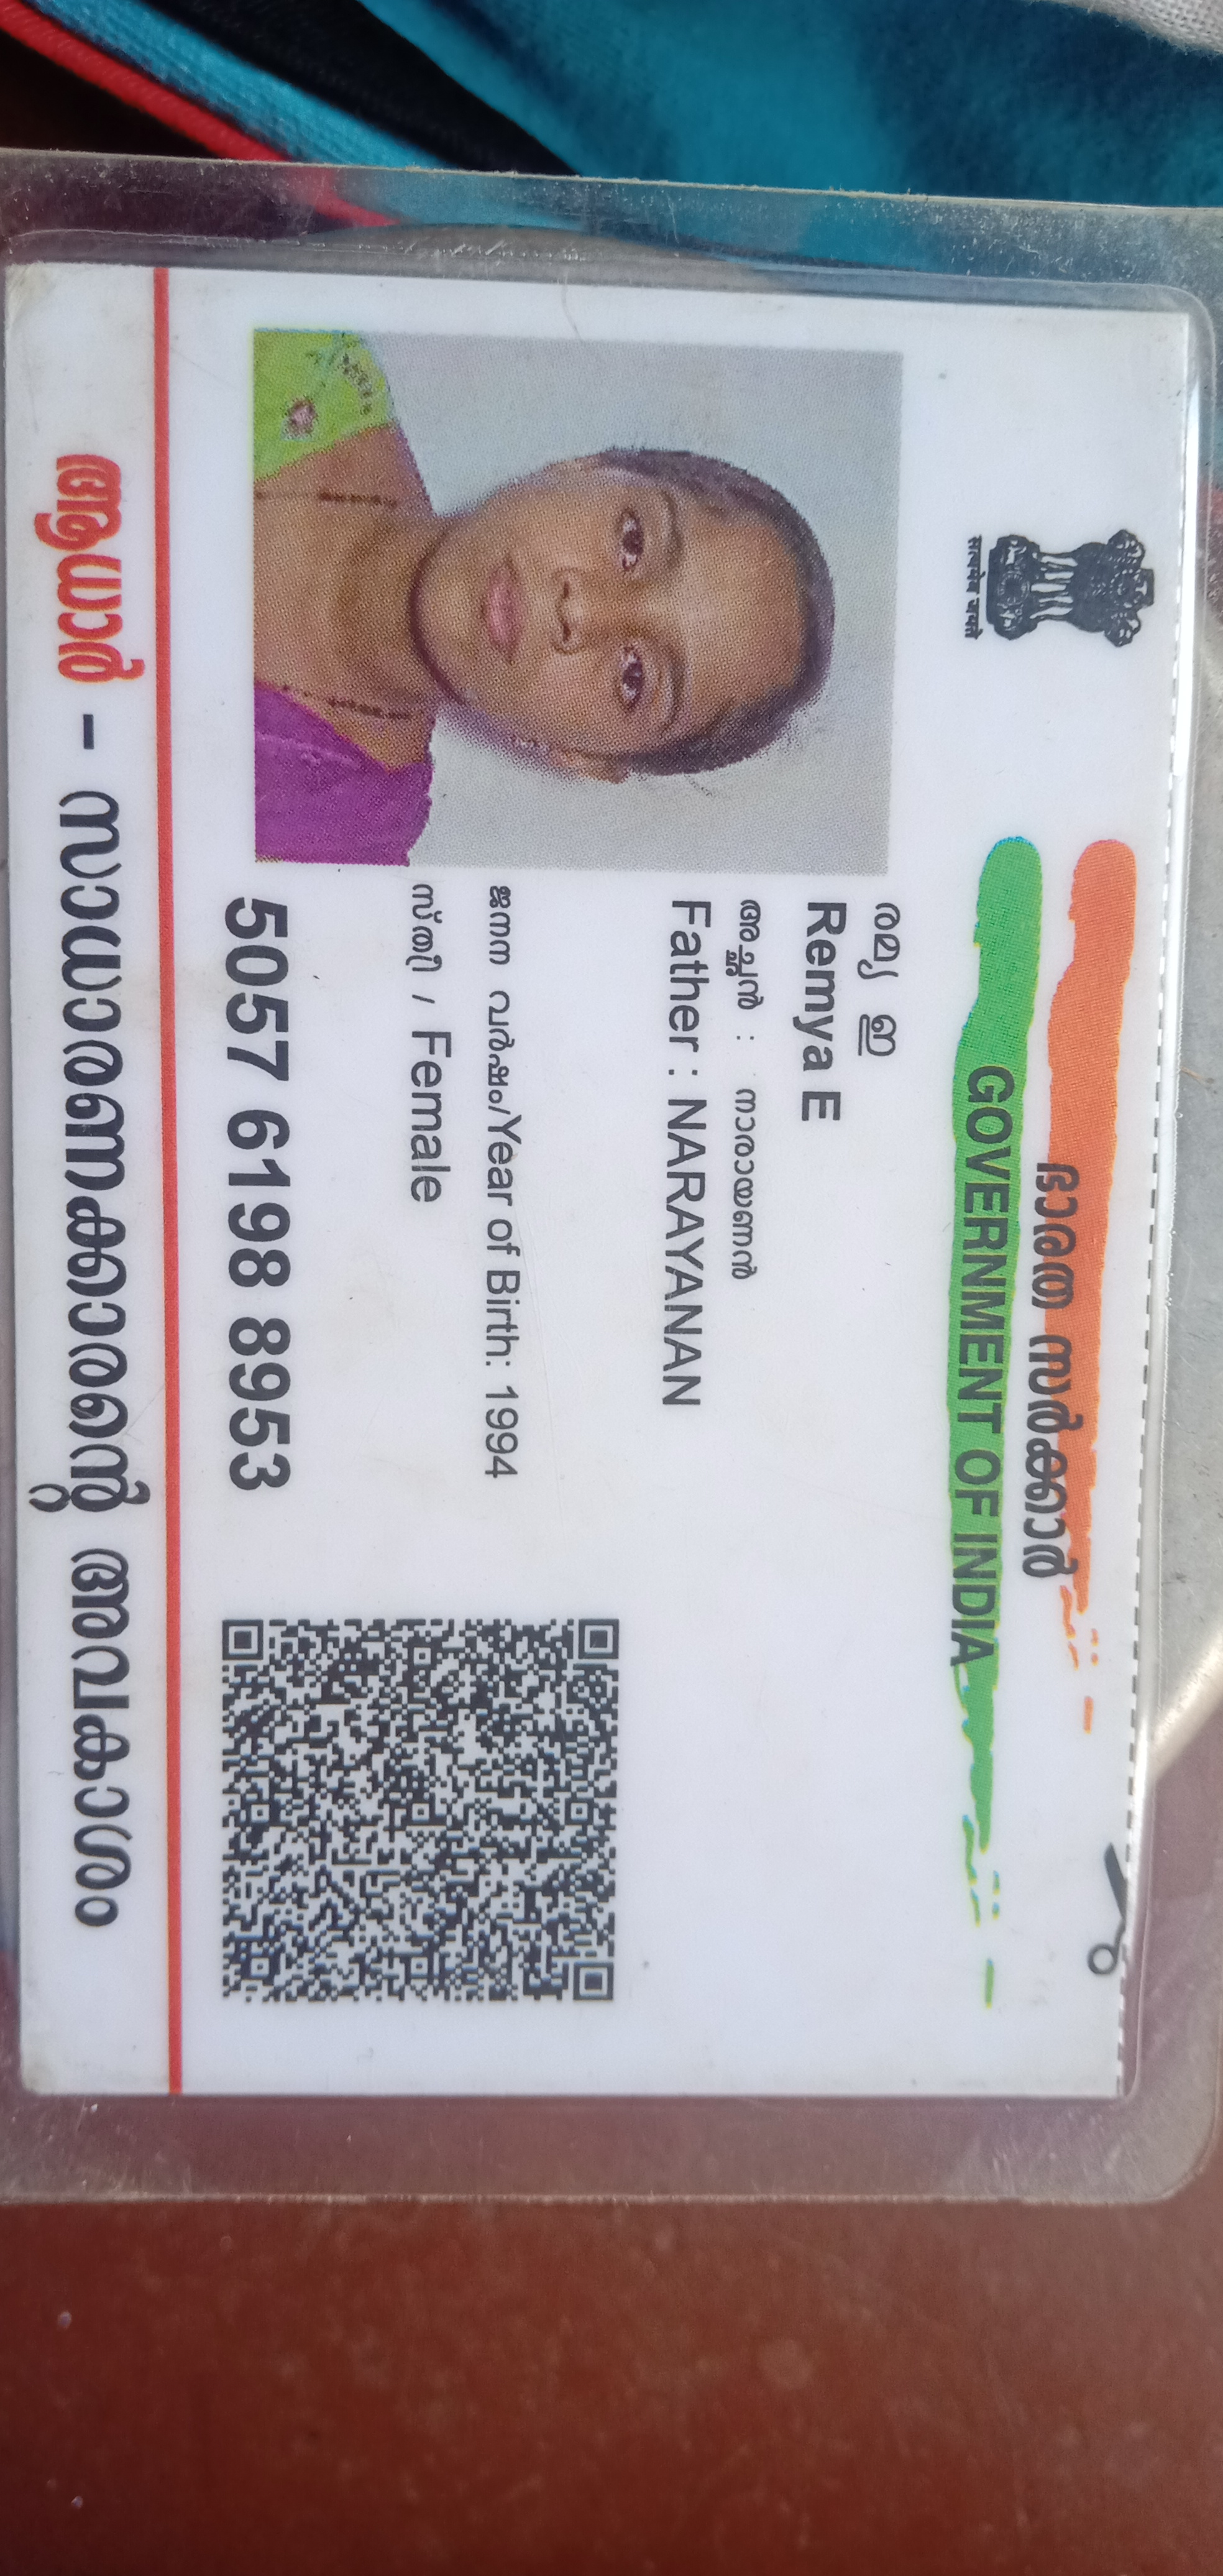 ഭാരത സർക്കാർ
GOVERNMENT OF INDIA
सत्यमेव जयते
രമ്യ ഇ
Remya E
അച്ഛൻ : നാരായണൻ
Father : NARAYANAN
ജനന വർഷം/Year of Birth: 1994
സ്ത്രീ / Female
5057 6198 8953
ആധാർ - സാധാരണക്കാരന്റെ അവകാശം